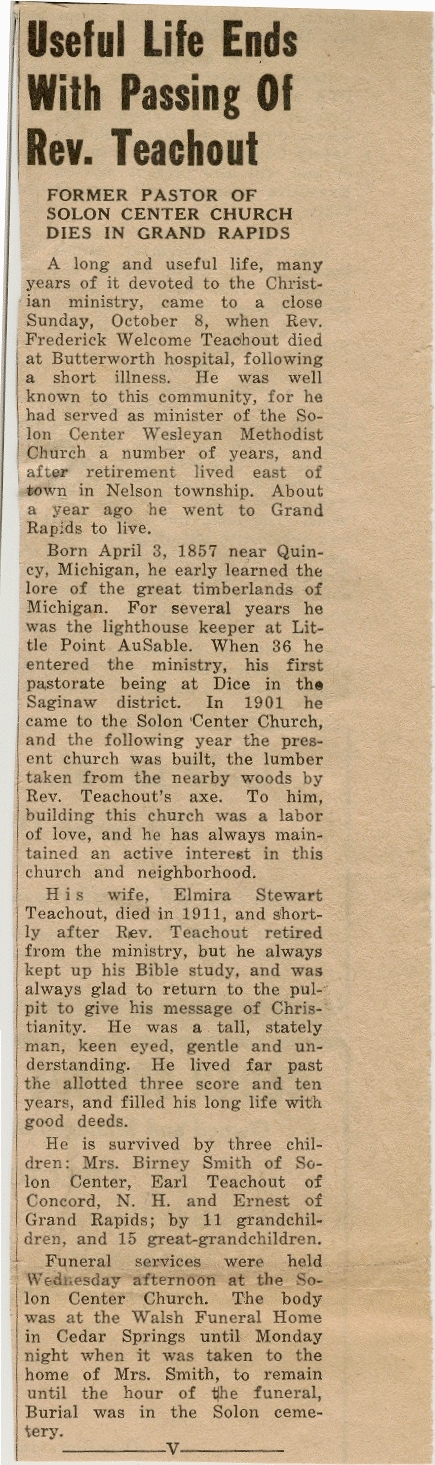 Useful Life Ends
With Passing Of
Rev. Teachout
FORMER PASTOR OF
SOLON CENTER CHURCH
DIES IN GRAND RAPIDS
A long and useful life, many
years of it devoted to the Christ-
ian ministry, came to a close
Sunday, October 8, when Rev.
Frederick Welcome Teachout died
at Butterworth hospital, following
a short illness. He was well
known to this community, for he
had served as minister of the So-
lon Center Wesleyan Methodist
Church a number of years, and
after retirement lived east of
town in Nelson township. About
a year ago he went to Grand
Rapids to live.
Born April 3, 1857 near Quin-
cy, Michigan, he early learned the
lore of the great timberlands of
Michigan. For several years he
was the lighthouse keeper at Lit-
tle Point AuSable. When 36 he
entered the ministry, his first
pastorate being at Dice in the
Saginaw district. In 1901 he
came to the Solon Center Church,
and the following year the pres-
ent church was built, the lumber
taken from the nearby woods by
Rev. Teachout's axe. To him,
building this church was a labor
of love, and he has always main-
tained an active interest in this
church and neighborhood.
His wife, Elmira Stewart
Teachout, died in 1911, and short-
ly after Rev. Teachout retired
from the ministry, but he always
kept up his Bible study, and was
always glad to return to the pul-
pit to give his message of Chris-
tianity. He was a tall, stately
man, keen eyed, gentle and un-
derstanding. He lived far past
the allotted three score and ten
years, and filled his long life with
good deeds.
He is survived by three chil-
dren: Mrs. Birney Smith of So-
lon Center, Earl Teachout of
Concord, N. H. and Ernest of
Grand Rapids; by 11 grandchil-
dren, and 15 great-grandchildren.
Funeral services were held
Wednesday afternoon at the So-
lon Center Church. The body
was at the Walsh Funeral Home
in Cedar Springs until Monday
night when it was taken to the
home of Mrs. Smith, to remain
until the hour of the funeral,
Burial was in the Solon ceme-
tery.
V